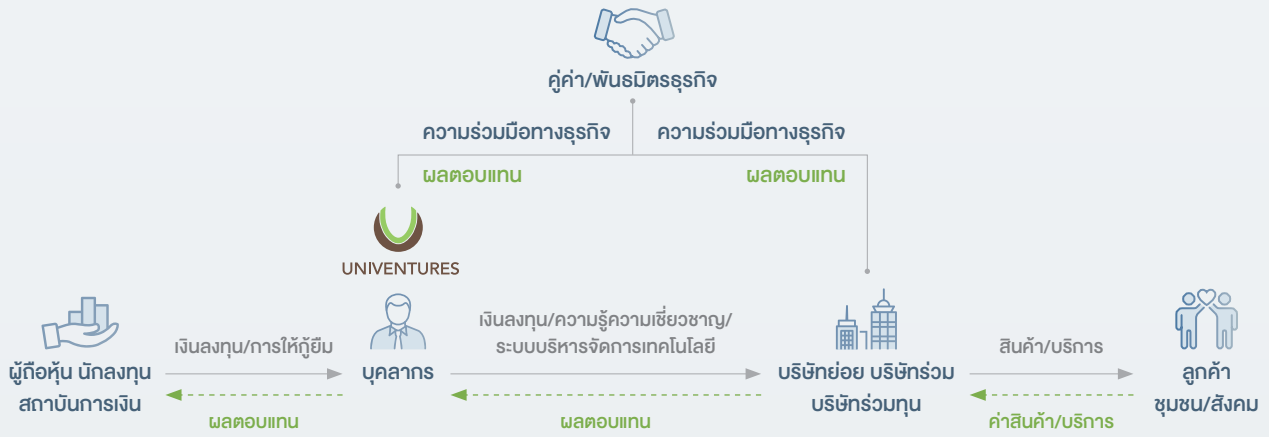 คู่ค้า/พันธมิตรธุรกิจ
ความร่วมมือทางธุรกิจ
ความร่วมมือทางธุรกิจ
ผลตอบแทน
ผลตอบแทน
UNIVENTURES
เงินลงทุน/การให้กู้ยืม
เงินลงทุน/ความรู้ความเชี่ยวชาญ/
ระบบบริหารจัดการเทคโนโลยี
สินค้า/บริการ
ผู้ถือหุ้น นักลงทุน
สถาบันการเงิน
บุคลากร
บริษัทย่อย บริษัทร่วม
บริษัทร่วมทุน
ลูกค้า
ชุมชน/สังคม
ผลตอบแทน
ผลตอบแทน
ค่าสินค้า/บริการ